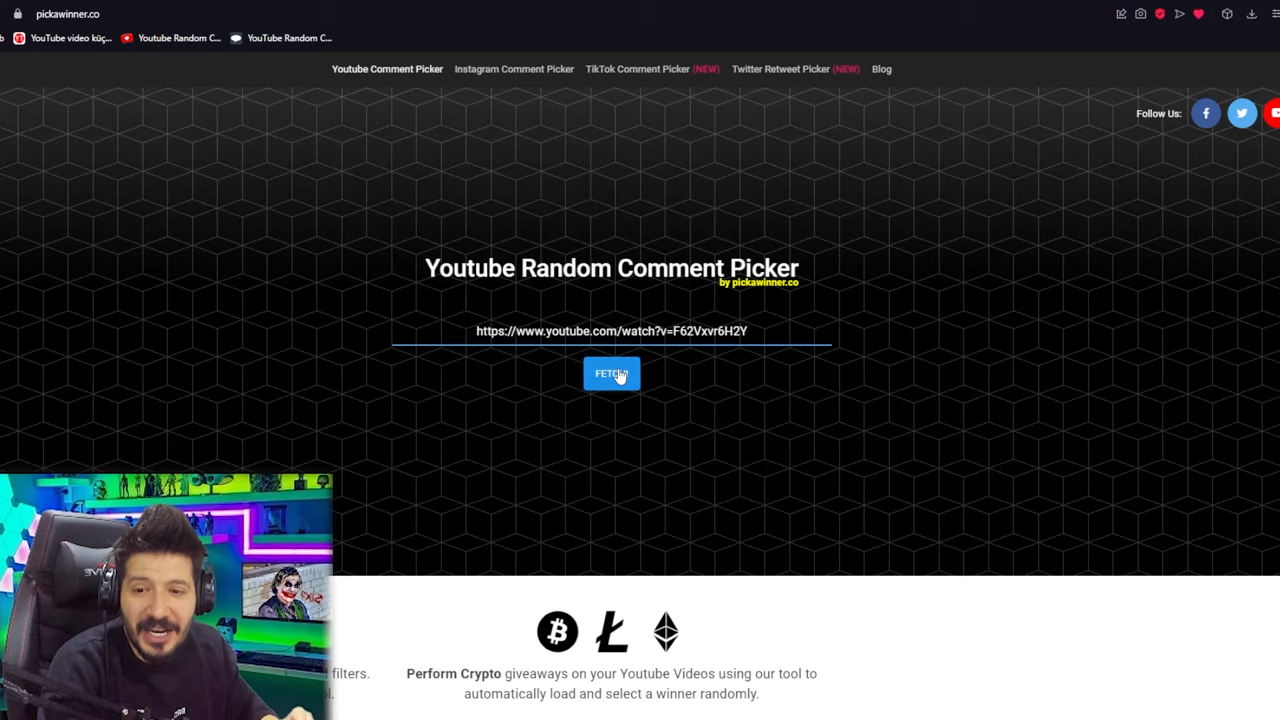 pickawinner.co
YouTube video küç... YouTube Random C... YouTube Random C...
Youtube Comment Picker Instagram Comment Picker TikTok Comment Picker (NEW) Twitter Retweet Picker (NEW) Blog
Follow Us:
Youtube Random Comment Picker
by pickawinner.co
https://www.youtube.com/watch?v=F62Vxvr6H2Y
filters.
Perform Crypto giveaways on your Youtube Videos using our tool to
automatically load and select a winner randomly.